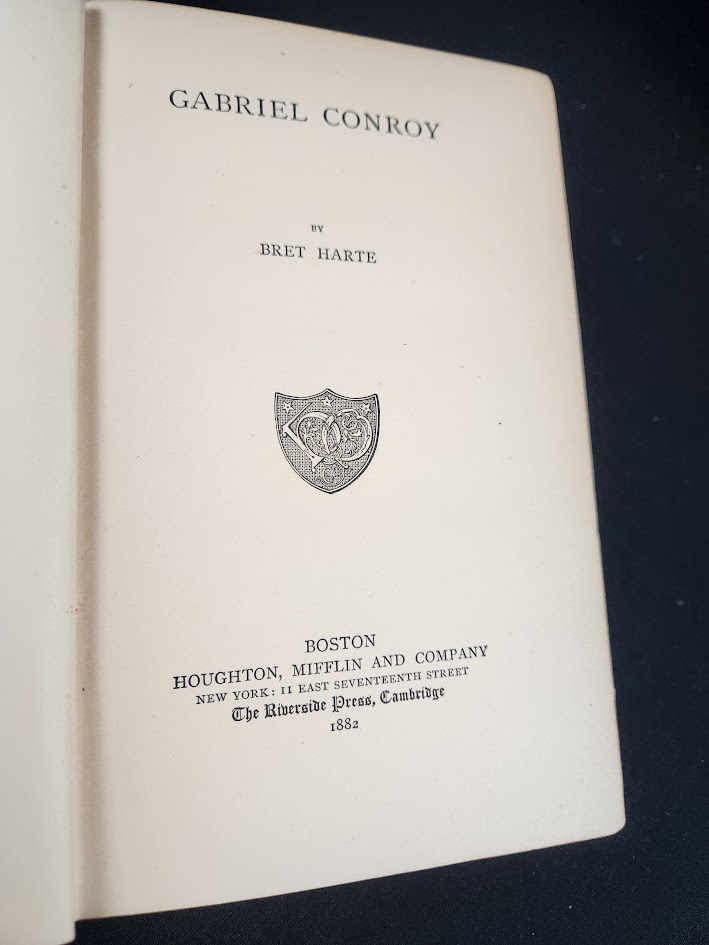 GABRIEL CONROY
BY
BRET HARTE
BOSTON
HOUGHTON, MIFFLIN AND COMPANY
NEW YORK: 11 EAST SEVENTEENTH STREET
The Riverside Press, Cambridge
1882